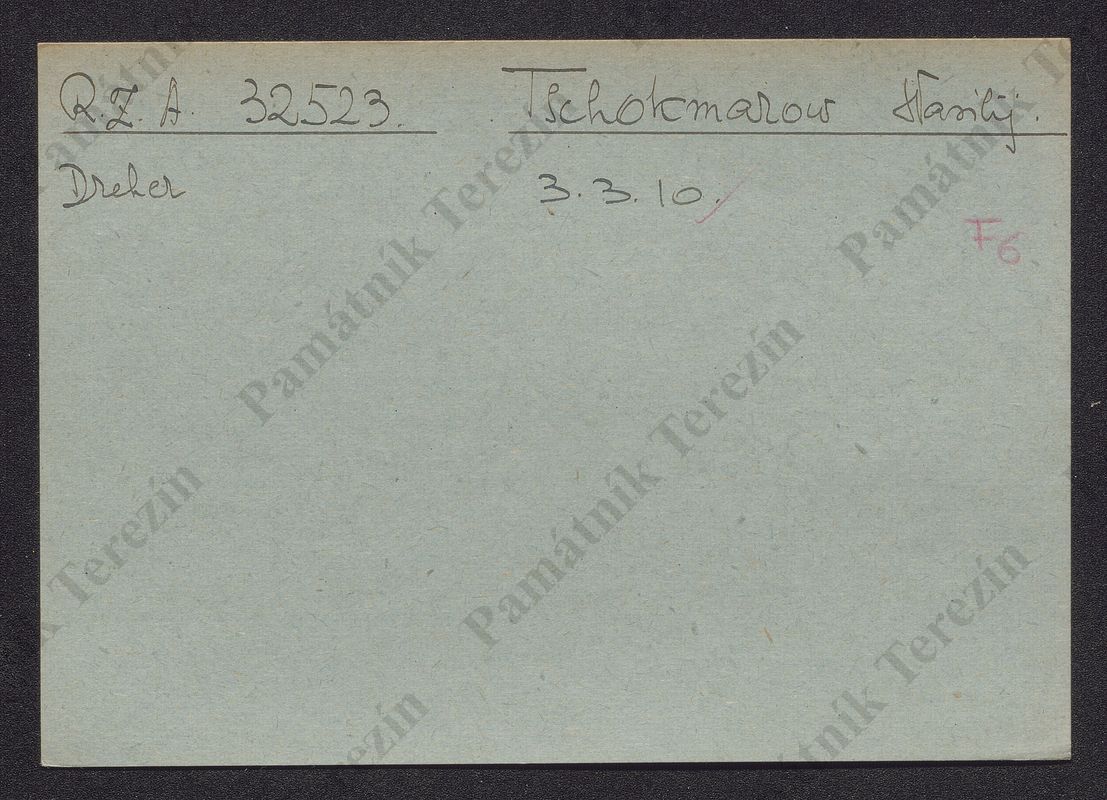 R.Z.A. 32523. Tschokmarow Wasilij.
Dreher 3.3.10.
F6
Památník Terezín